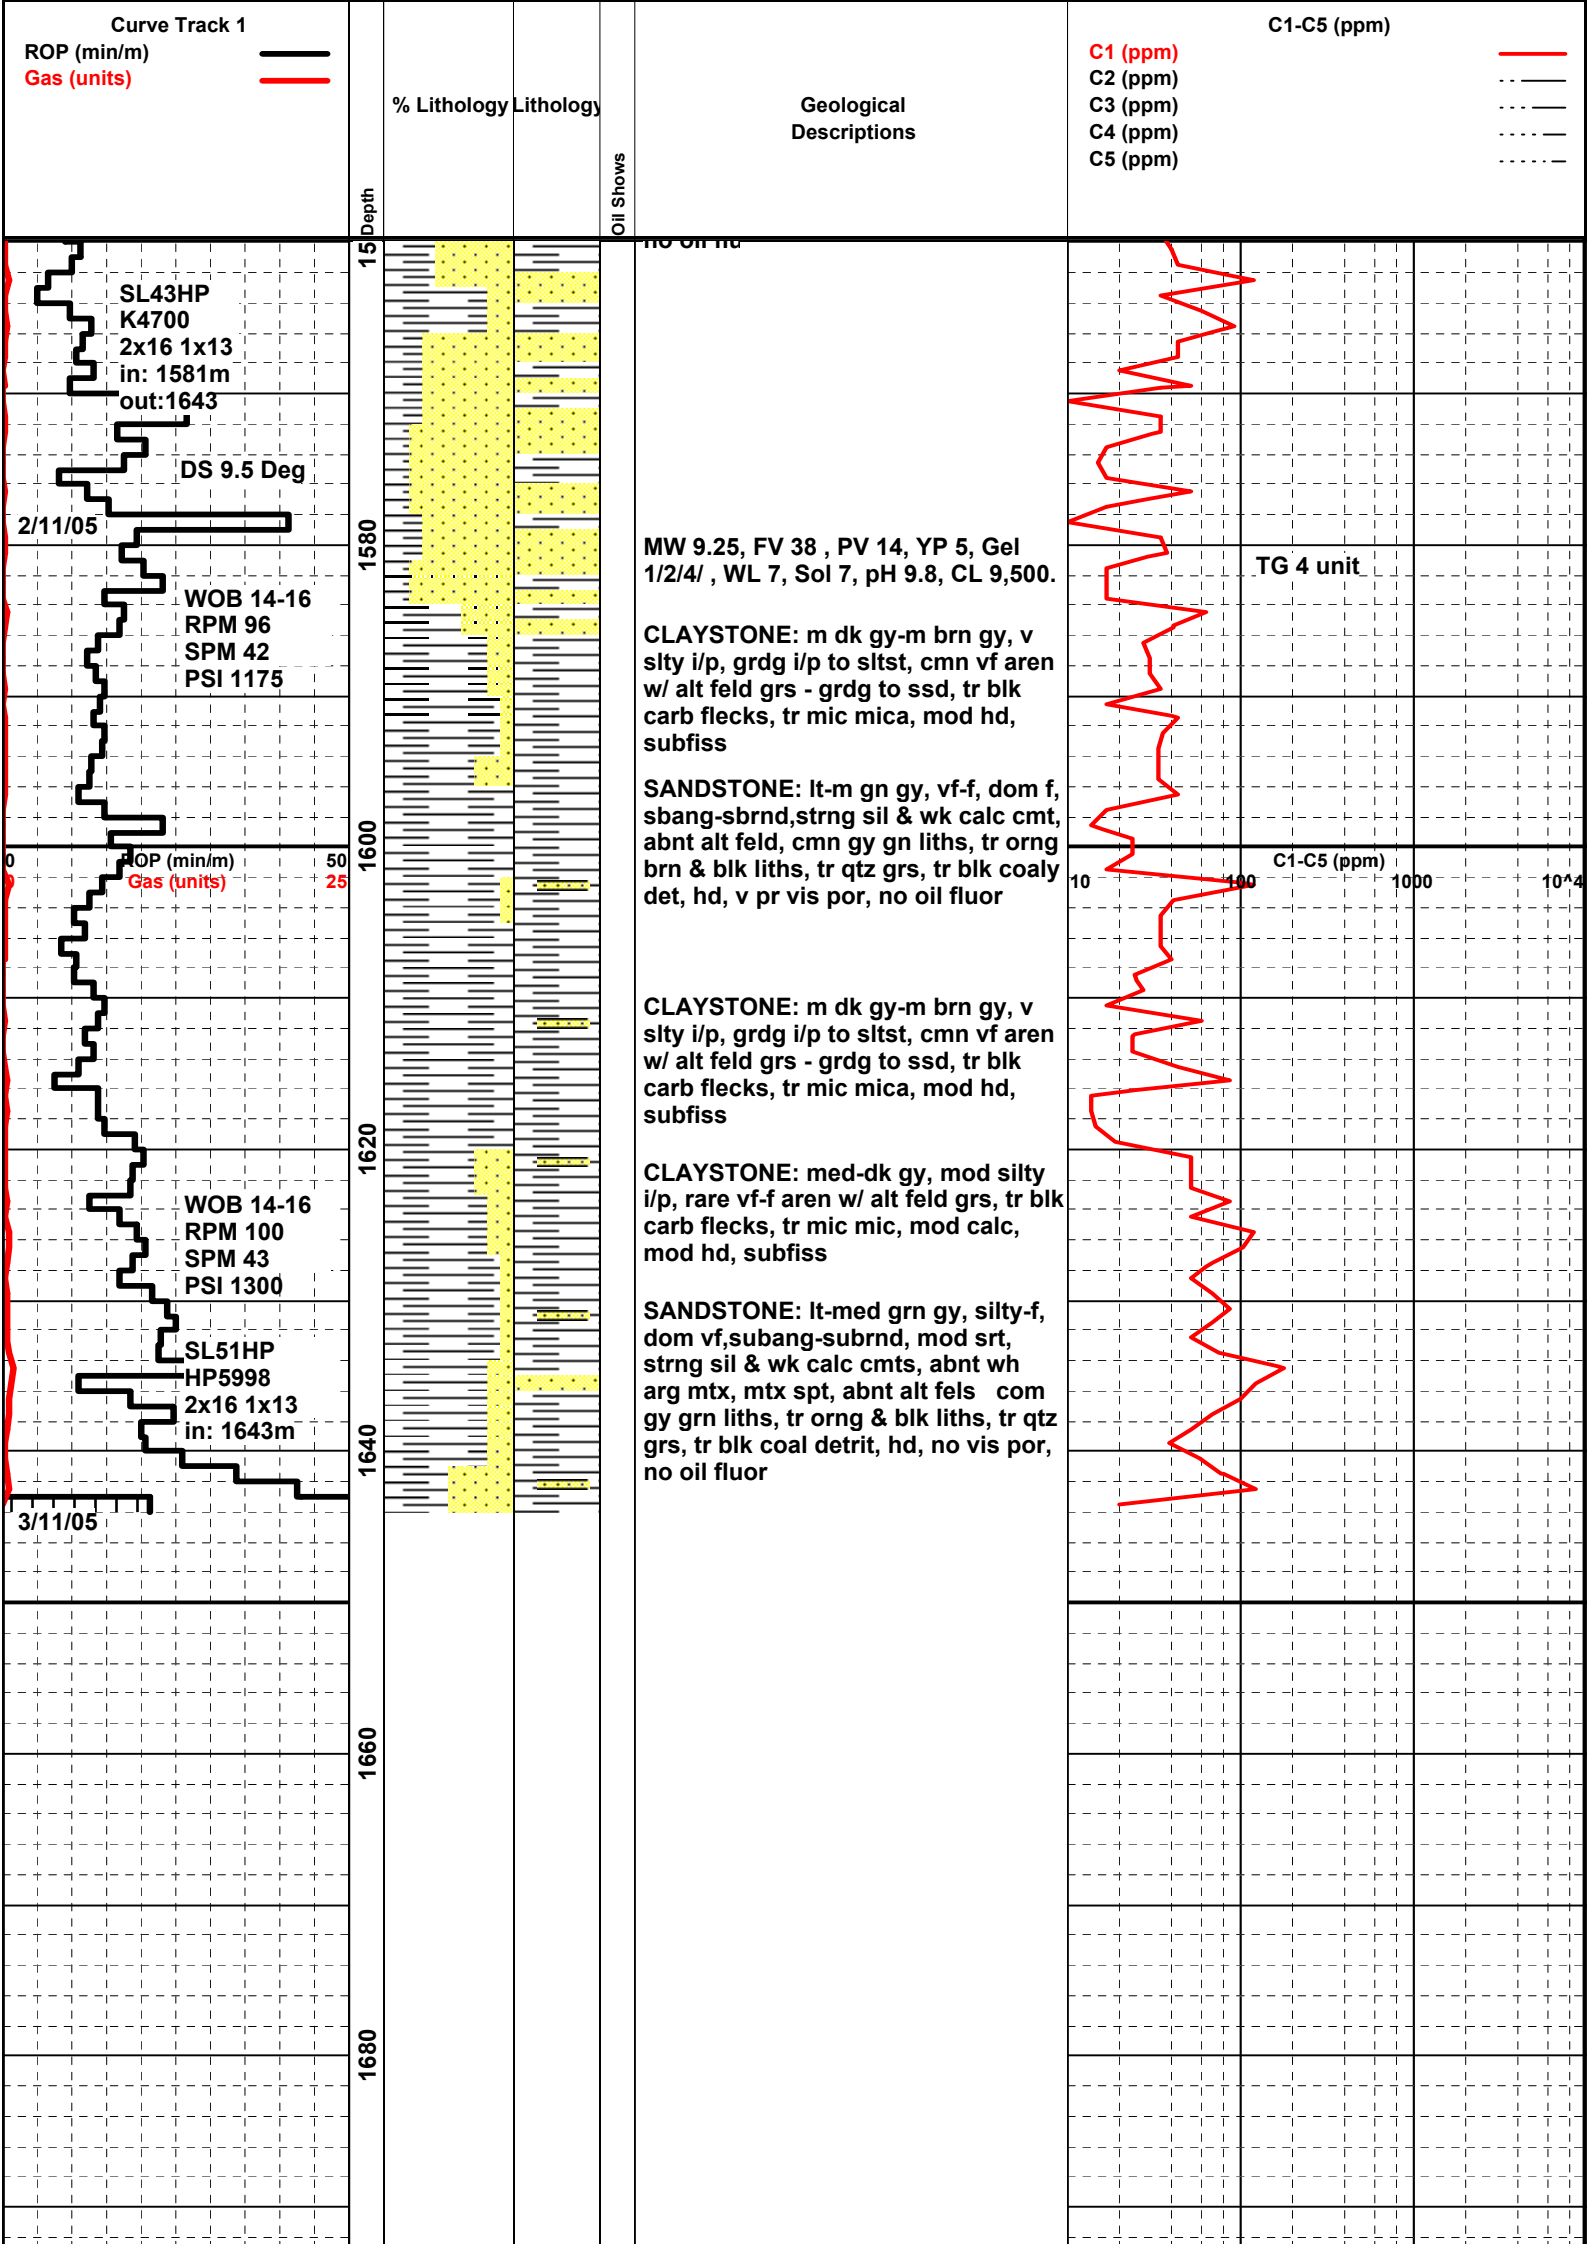 Curve Track 1
ROP (min/m)
Gas (units)
Depth
% Lithology
Lithology
Oil Shows
Geological
Descriptions
C1-C5 (ppm)
C1 (ppm)
C2 (ppm)
C3 (ppm)
C4 (ppm)
C5 (ppm)
15
no oil
SL43HP
K4700
2x16 1x13
in: 1581m
out:1643
DS 9.5 Deg
2/11/05
1580
MW 9.25, FV 38 , PV 14, YP 5, Gel
1/2/4/ , WL 7, Sol 7, pH 9.8, CL 9,500.
TG 4 unit
WOB 14-16
RPM 96
SPM 42
PSI 1175
CLAYSTONE: m dk gy-m brn gy, v
slty i/p, grdg i/p to sltst, cmn vf aren
w/ alt feld grs - grdg to ssd, tr blk
carb flecks, tr mic mica, mod hd,
subfiss
SANDSTONE: lt-m gn gy, vf-f, dom f,
sbang-sbrnd,strng sil & wk calc cmt,
abnt alt feld, cmn gy gn liths, tr orng
brn & blk liths, tr qtz grs, tr blk coaly
det, hd, v pr vis por, no oil fluor
1600
0 ROP (min/m) 50
0 Gas (units) 25
C1-C5 (ppm)
10 100 1000 10^4
CLAYSTONE: m dk gy-m brn gy, v
slty i/p, grdg i/p to sltst, cmn vf aren
w/ alt feld grs - grdg to ssd, tr blk
carb flecks, tr mic mica, mod hd,
subfiss
1620
CLAYSTONE: med-dk gy, mod silty
i/p, rare vf-f aren w/ alt feld grs, tr blk
carb flecks, tr mic mic, mod calc,
mod hd, subfiss
WOB 14-16
RPM 100
SPM 43
PSI 1300
SANDSTONE: lt-med grn gy, silty-f,
dom vf,subang-subrnd, mod srt,
strng sil & wk calc cmts, abnt wh
arg mtx, mtx spt, abnt alt fels com
gy grn liths, tr orng & blk liths, tr qtz
grs, tr blk coal detrit, hd, no vis por,
no oil fluor
SL51HP
HP5998
2x16 1x13
in: 1643m
1640
3/11/05
1660
1680